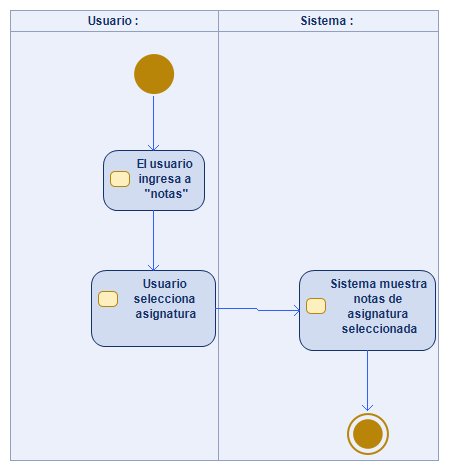 Usuario :
Sistema :
El usuario
ingresa a
"notas"
Usuario
selecciona
asignatura
Sistema muestra
notas de
asignatura
seleccionada